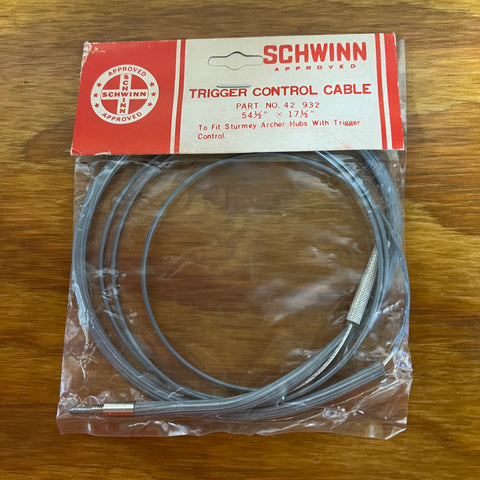 SCHWINN
APPROVED
TRIGGER CONTROL CABLE
PART NO. 42 932
54½" × 17½"
To Fit Sturmey Archer Hubs With Trigger
Control.
APPROVED
SCHWINN
SCHWINN
APPROVED